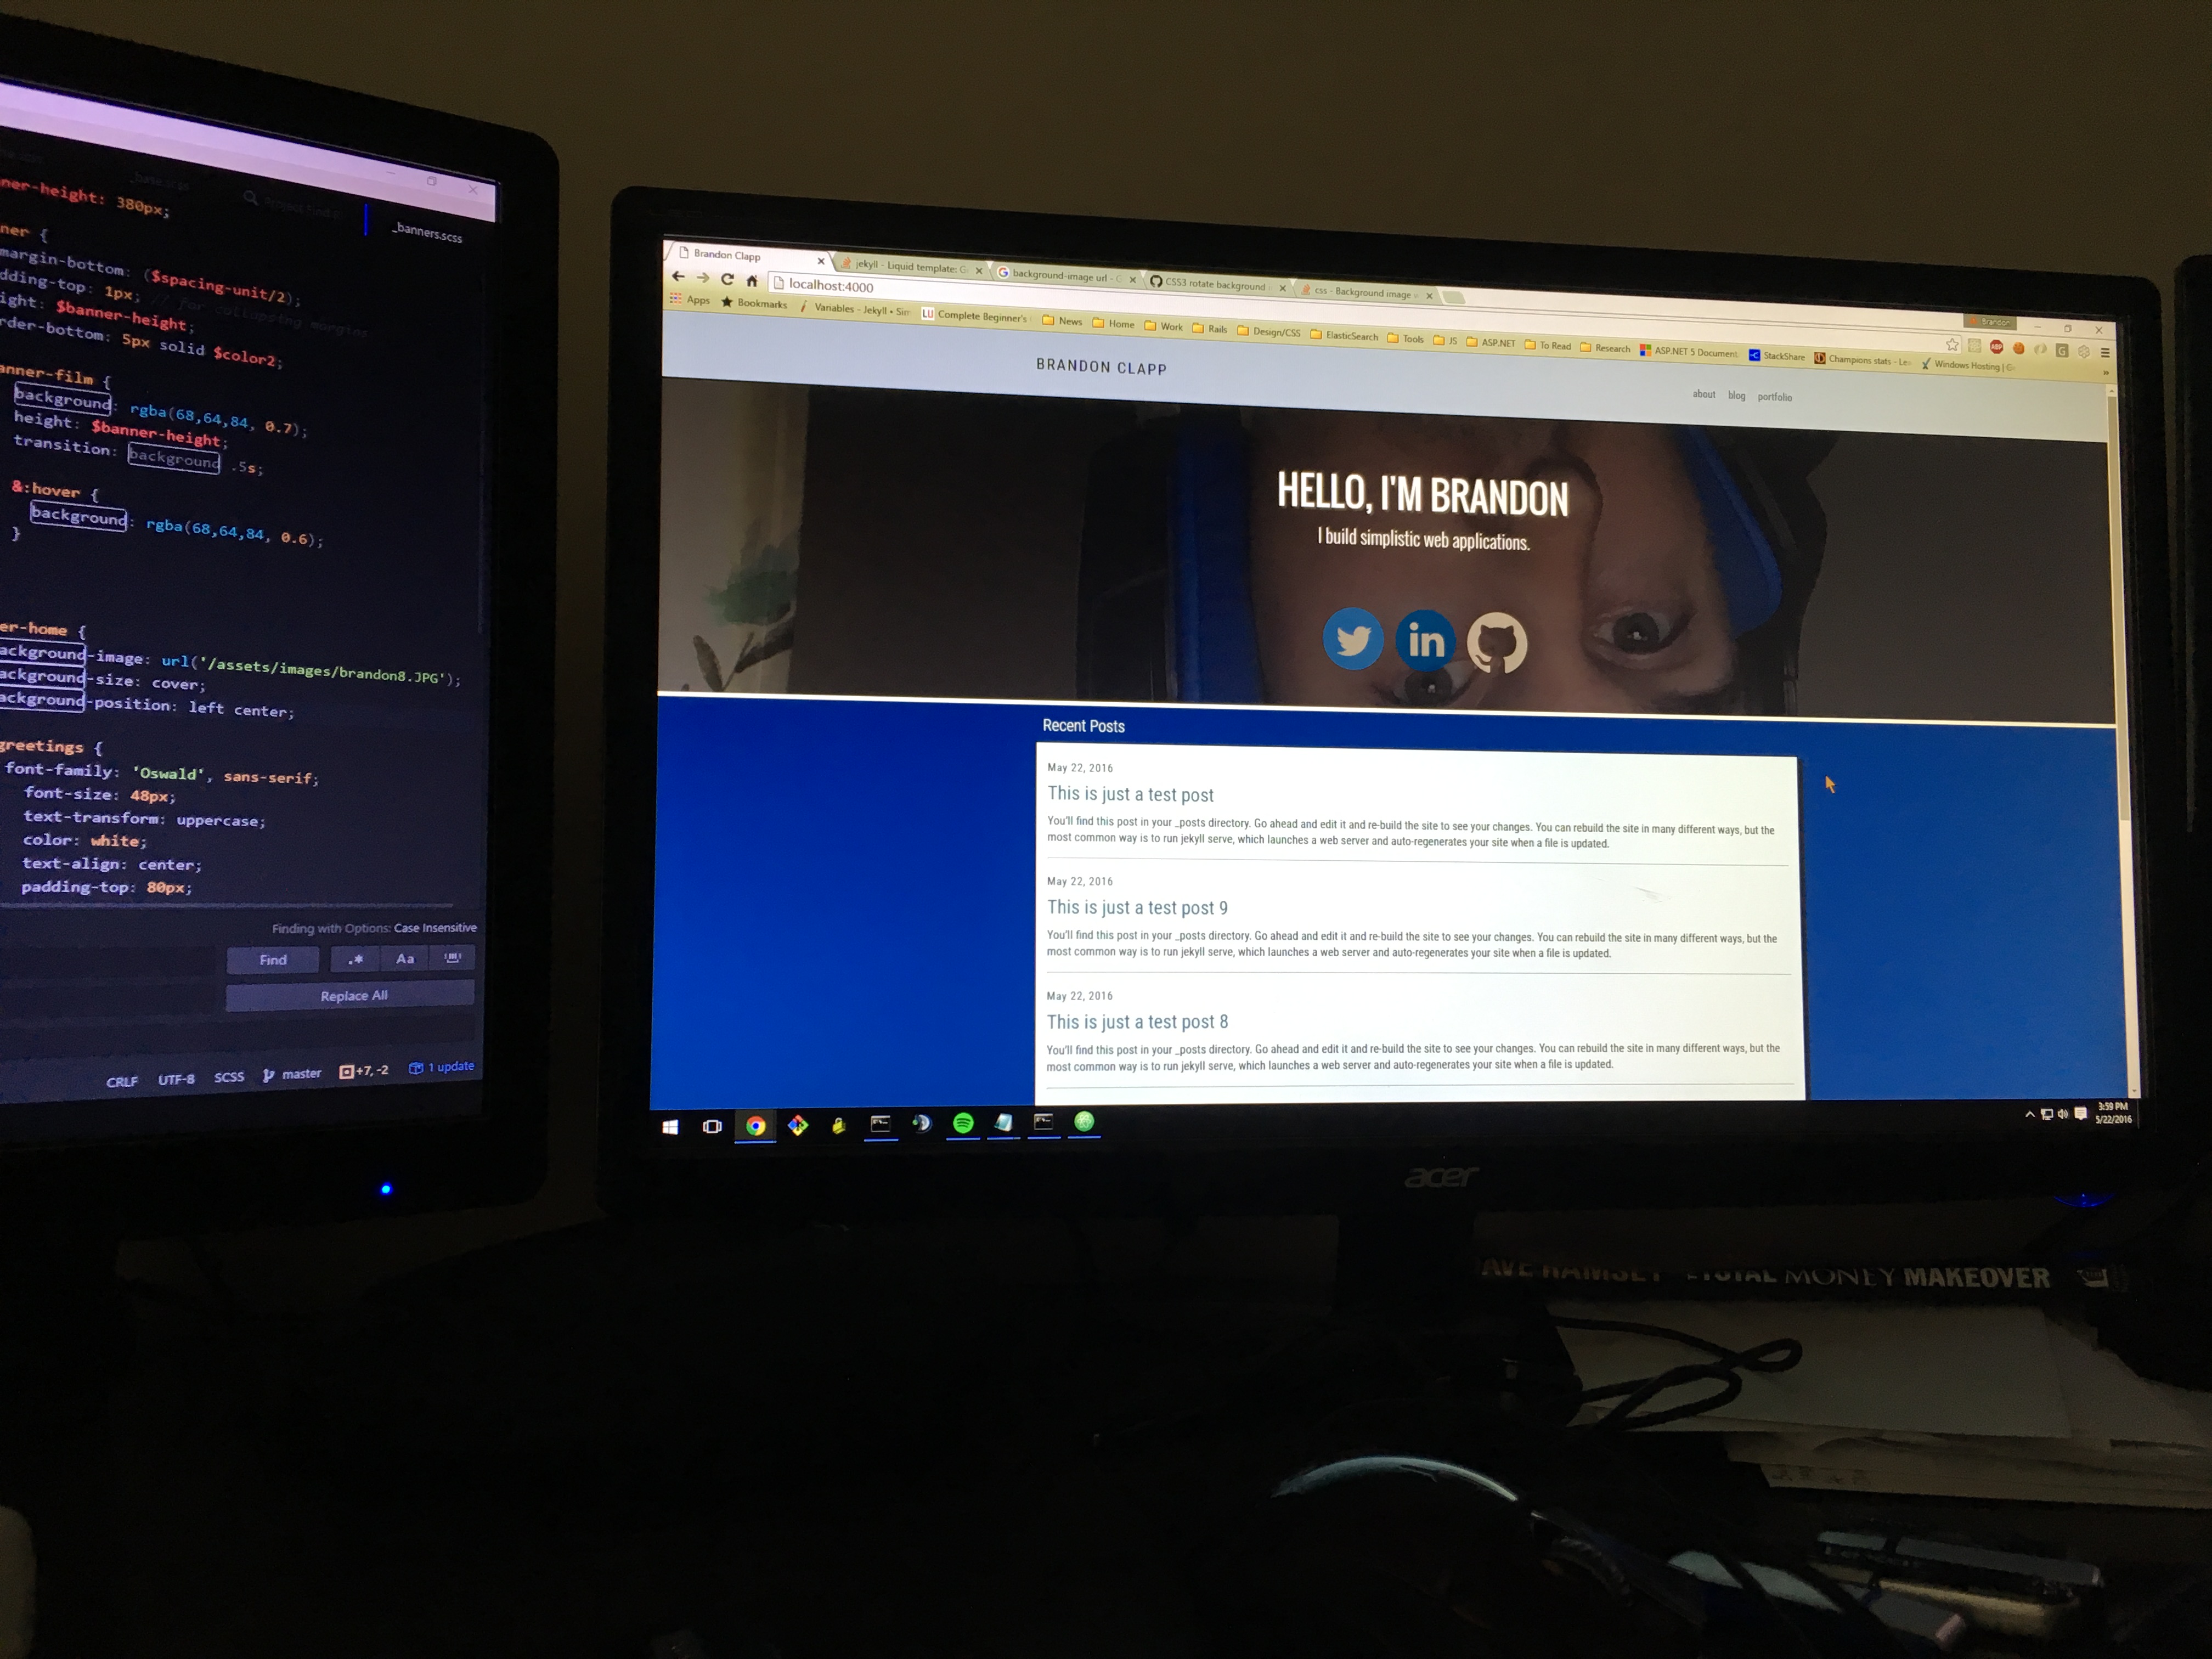 _base.scss
Project Find
_banners.scss
ner-height: 380px;
ner {
margin-bottom: ($spacing-unit/2);
dding-top: 1px; // for collapsing margins
ight: $banner-height;
rder-bottom: 5px solid $color2;
anner-film {
background: rgba(68,64,84, 0.7);
height: $banner-height;
transition: background .5s;
&:hover {
background: rgba(68,64,84, 0.6);
}
er-home {
ackground-image: url('/assets/images/brandon8.JPG');
ackground-size: cover;
ackground-position: left center;
greetings {
font-family: 'Oswald', sans-serif;
font-size: 48px;
text-transform: uppercase;
color: white;
text-align: center;
padding-top: 80px;
Finding with Options: Case Insensitive
Find .* Aa
Replace All
CRLF UTF-8 SCSS master +7, -2 1 update
Brandon Clapp jekyll - Liquid template: G background-image url - G CSS3 rotate background css - Background image
Brandon
localhost:4000
Apps Bookmarks Variables - Jekyll • Sim LU Complete Beginner's News Home Work Rails Design/CSS ElasticSearch Tools JS ASP.NET To Read Research ASP.NET 5 Document StackShare Champions stats - Le Windows Hosting | G
BRANDON CLAPP
about blog portfolio
HELLO, I'M BRANDON
I build simplistic web applications.
in
Recent Posts
May 22, 2016
This is just a test post
You'll find this post in your _posts directory. Go ahead and edit it and re-build the site to see your changes. You can rebuild the site in many different ways, but the
most common way is to run jekyll serve, which launches a web server and auto-regenerates your site when a file is updated.
May 22, 2016
This is just a test post 9
You'll find this post in your _posts directory. Go ahead and edit it and re-build the site to see your changes. You can rebuild the site in many different ways, but the
most common way is to run jekyll serve, which launches a web server and auto-regenerates your site when a file is updated.
May 22, 2016
This is just a test post 8
You'll find this post in your _posts directory. Go ahead and edit it and re-build the site to see your changes. You can rebuild the site in many different ways, but the
most common way is to run jekyll serve, which launches a web server and auto-regenerates your site when a file is updated.
3:59 PM
5/22/2016
acer
AVE RAMSEY TOTAL MONEY MAKEOVER